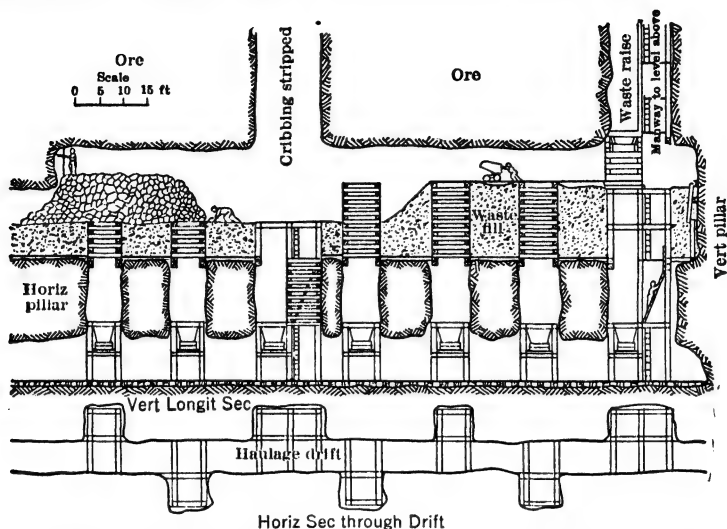 Ore
Scale
0 5 10 15 ft
Cribbing stripped
Ore
Waste raise
Manway to level above
Waste
fill
Vert pillar
Horiz
pillar
Vert Longit Sec
Haulage drift
Horiz Sec through Drift